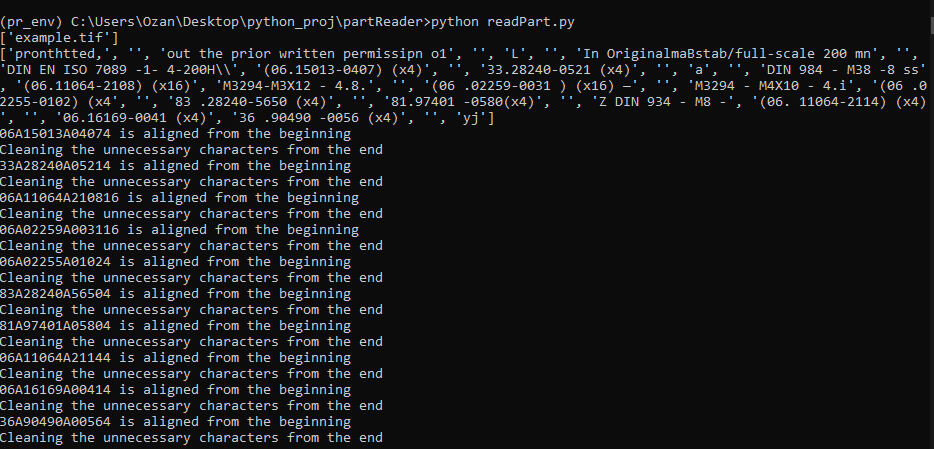 (pr_env) C:\Users\Ozan\Desktop\python_proj\partReader>python readPart.py
['example.tif']
['pronthtted,', '', 'out the prior written permissipn o1', '', 'L', '', 'In OriginalmaBstab/full-scale 200 mn', '',
'DIN EN ISO 7089 -1- 4-200H\\', '(06.15013-0407) (x4)', '', '33.28240-0521 (x4)', '', 'a', '', 'DIN 984 - M38 -8 ss'
, '(06.11064-2108) (x16)', 'M3294-M3X12 - 4.8.', '', '(06 .02259-0031 ) (x16) —', '', 'M3294 - M4X10 - 4.i', '(06 .0
2255-0102) (x4', '', '83 .28240-5650 (x4)', '', '81.97401 -0580(x4)', '', 'Z DIN 934 - M8 -', '(06. 11064-2114) (x4)
', '', '06.16169-0041 (x4)', '36 .90490 -0056 (x4)', '', 'yj']
06A15013A04074 is aligned from the beginning
Cleaning the unnecessary characters from the end
33A28240A05214 is aligned from the beginning
Cleaning the unnecessary characters from the end
06A11064A210816 is aligned from the beginning
Cleaning the unnecessary characters from the end
06A02259A003116 is aligned from the beginning
Cleaning the unnecessary characters from the end
06A02255A01024 is aligned from the beginning
Cleaning the unnecessary characters from the end
83A28240A56504 is aligned from the beginning
Cleaning the unnecessary characters from the end
81A97401A05804 is aligned from the beginning
Cleaning the unnecessary characters from the end
06A11064A21144 is aligned from the beginning
Cleaning the unnecessary characters from the end
06A16169A00414 is aligned from the beginning
Cleaning the unnecessary characters from the end
36A90490A00564 is aligned from the beginning
Cleaning the unnecessary characters from the end